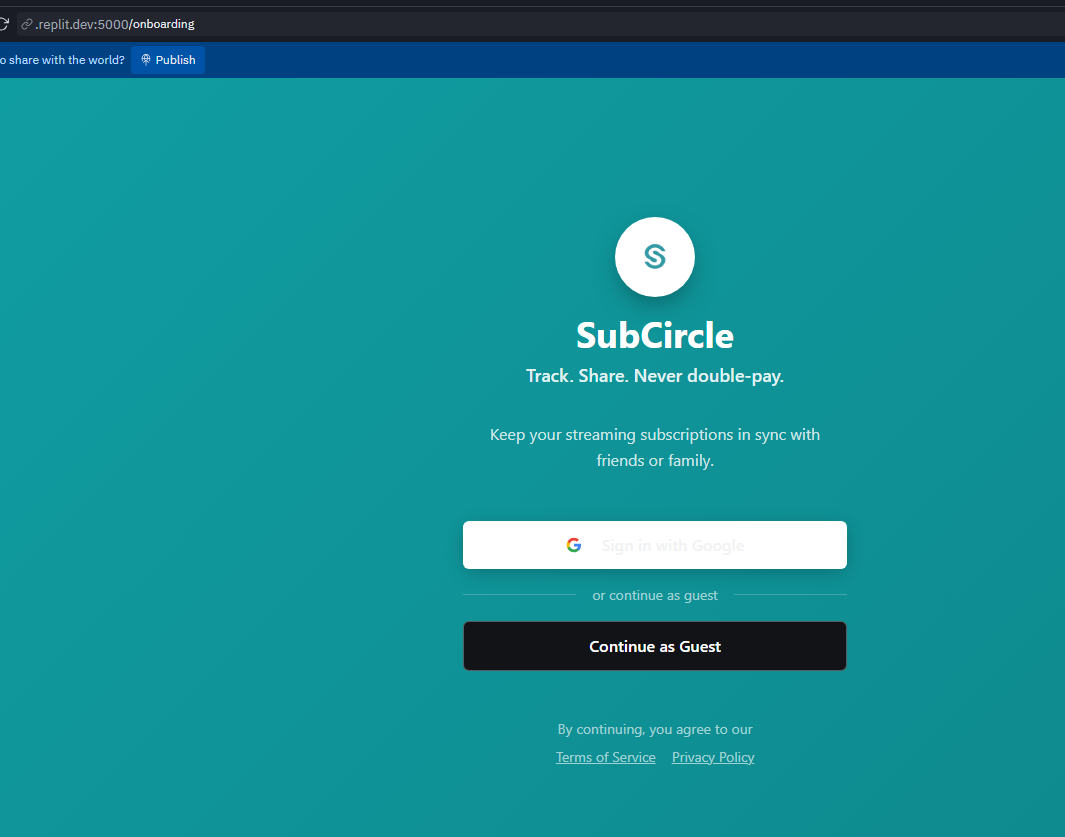 .replit.dev:5000/onboarding
o share with the world? Publish
S
SubCircle
Track. Share. Never double-pay.
Keep your streaming subscriptions in sync with
friends or family.
Sign in with Google
or continue as guest
Continue as Guest
By continuing, you agree to our
Terms of Service Privacy Policy